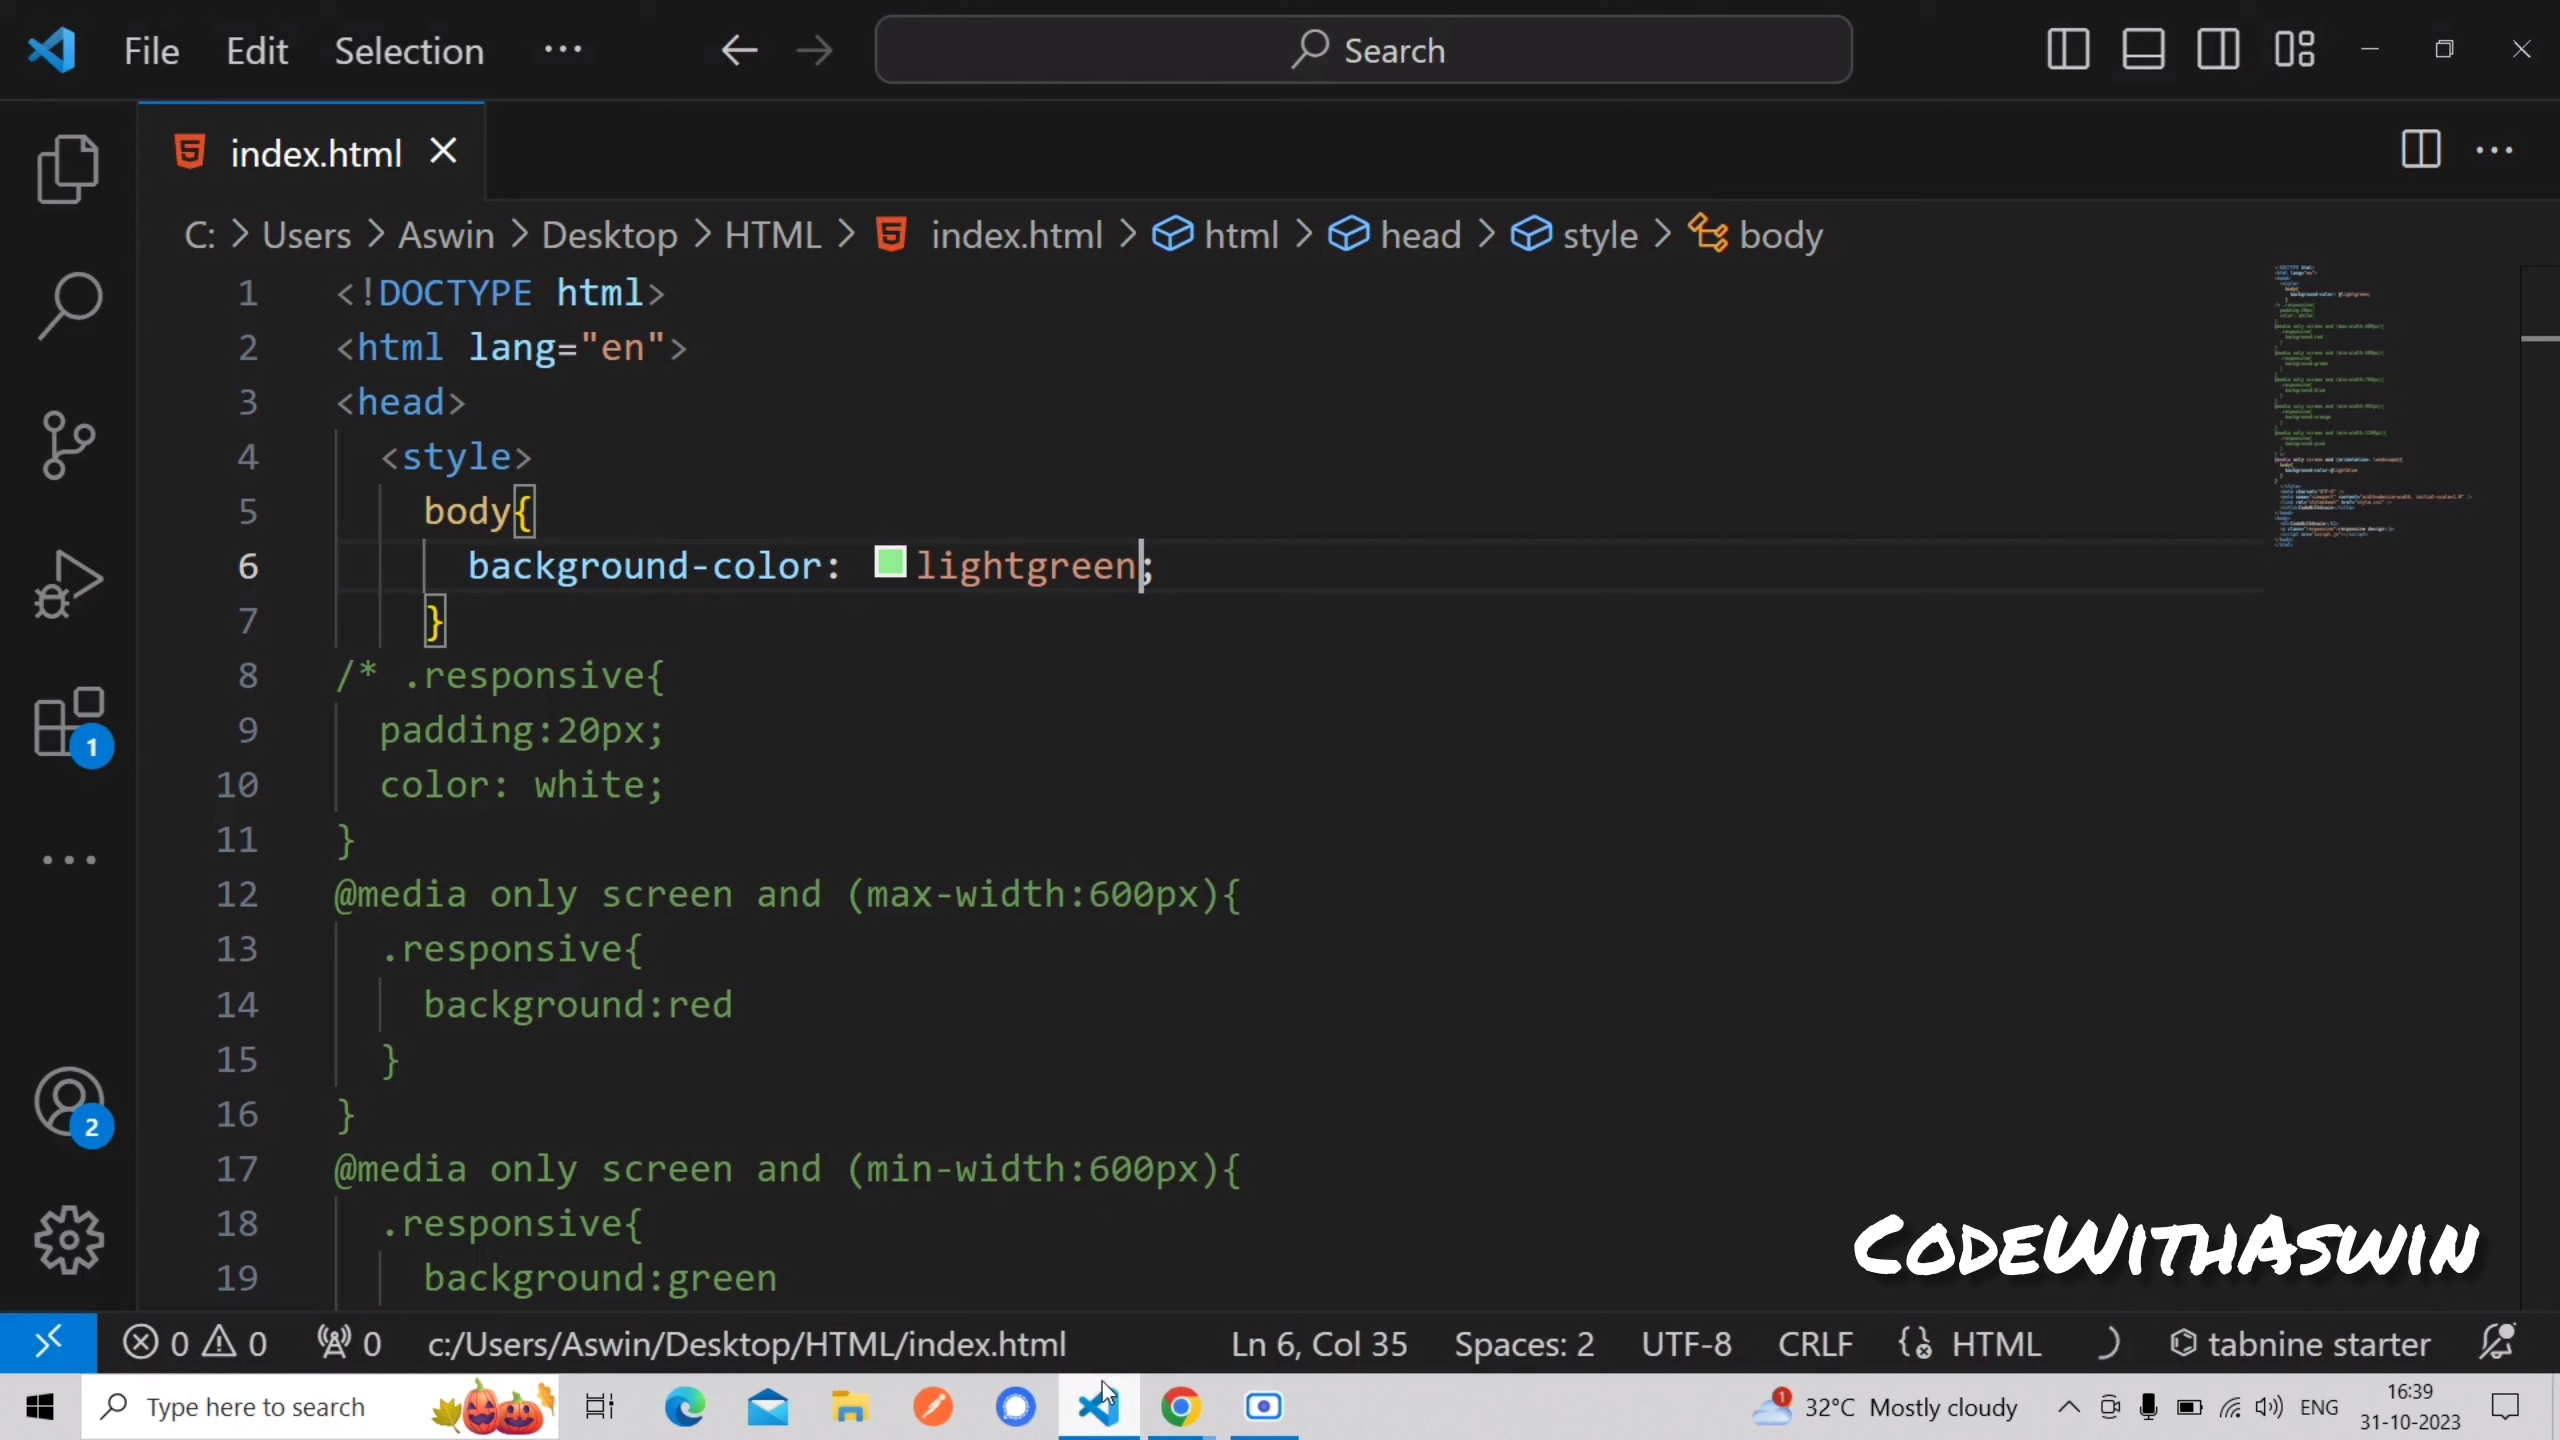 File Edit Selection ··· Search
index.html
C: > Users > Aswin > Desktop > HTML > index.html > html > head > style > body
1 <!DOCTYPE html>
2 <html lang="en">
3 <head>
4 <style>
5 body{
6 background-color: lightgreen;
7 }
8 /* .responsive{
9 padding:20px;
10 color: white;
11 }
12 @media only screen and (max-width:600px){
13 .responsive{
14 background:red
15 }
16 }
17 @media only screen and (min-width:600px){
18 .responsive{
19 background:green
1
2
CodeWithAswin
0 0 0 c:/Users/Aswin/Desktop/HTML/index.html Ln 6, Col 35 Spaces: 2 UTF-8 CRLF HTML tabnine starter
Type here to search 1 32°C Mostly cloudy ENG 16:39
31-10-2023